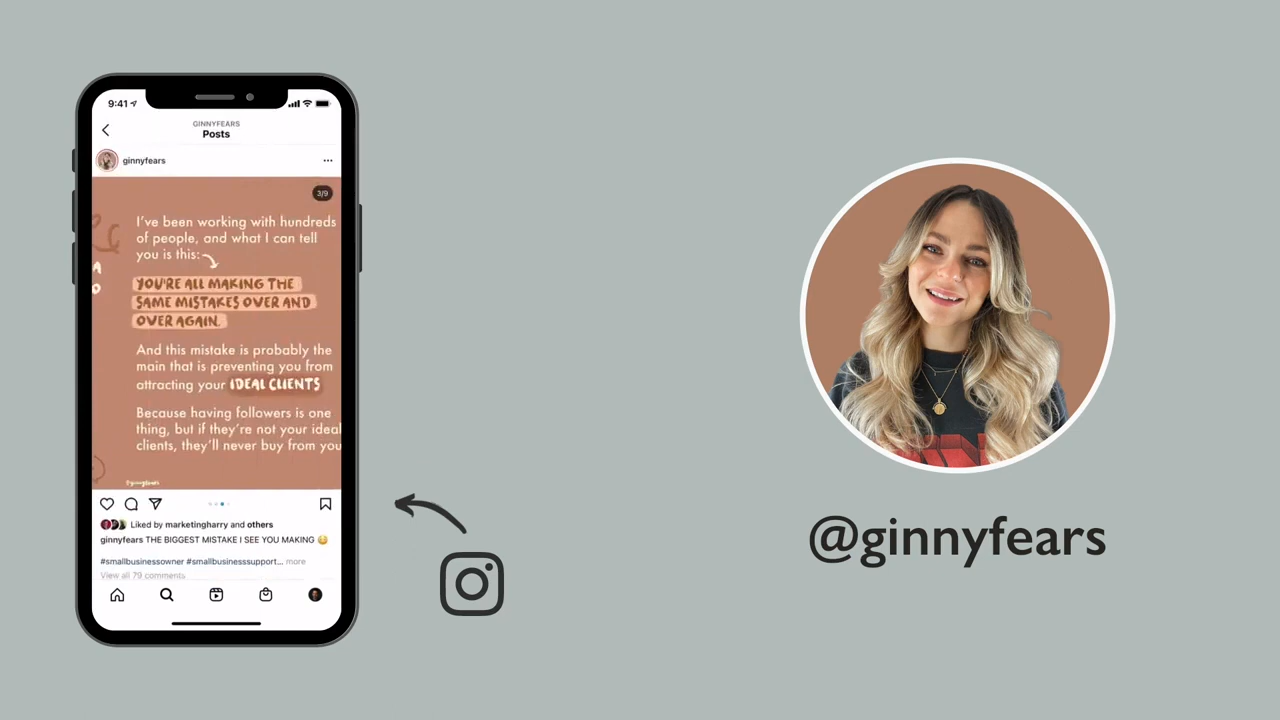 9:41
GINNYFEARS
Posts
ginnyfears
3/9
I've been working with hundreds
of people, and what I can tell
you is this:
YOU'RE ALL MAKING THE
SAME MISTAKES OVER AND
OVER AGAIN.
And this mistake is probably the
main that is preventing you from
attracting your IDEAL CLIENTS
Because having followers is one
thing, but if they're not your ideal
clients, they'll never buy from you
@ginnyfears
Liked by marketingharry and others
ginnyfears THE BIGGEST MISTAKE I SEE YOU MAKING 😳
#smallbusinessowner #smallbusinesssupport... more
View all 79 comments
@ginnyfears